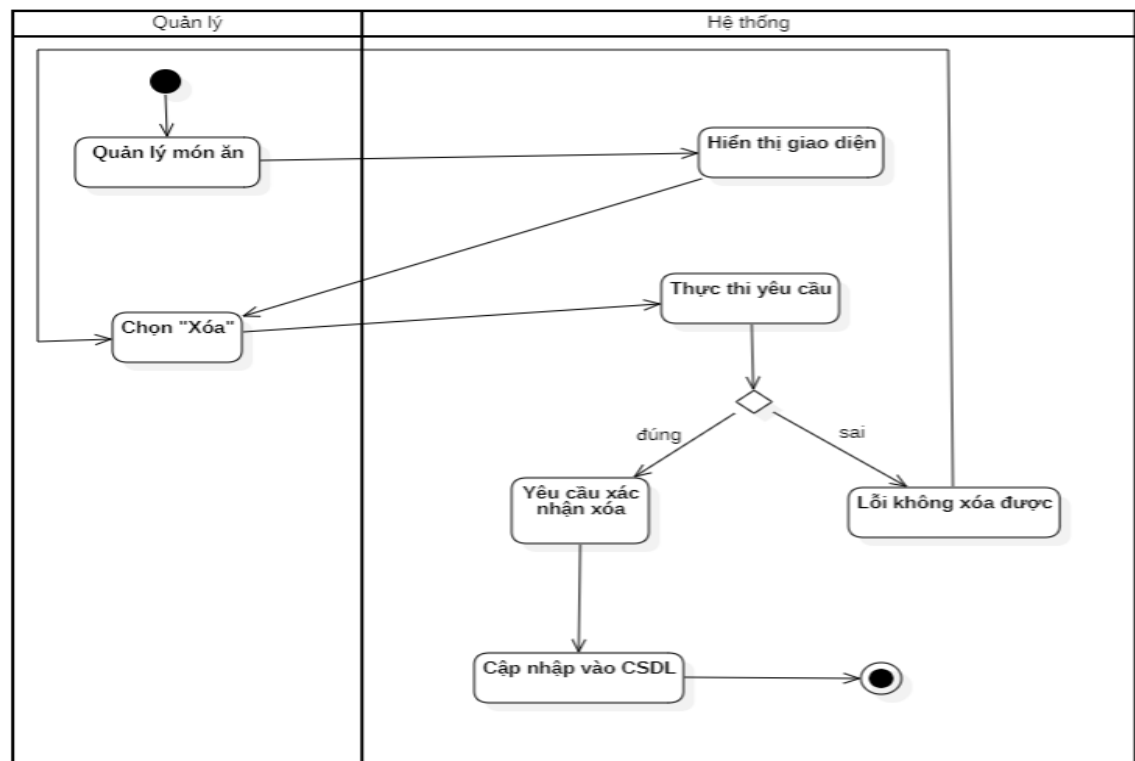 Quản lý
Hệ thống
Quản lý món ăn
Hiển thị giao diện
Thực thi yêu cầu
Chọn "Xóa"
đúng
sai
Yêu cầu xác
nhận xóa
Lỗi không xóa được
Cập nhập vào CSDL